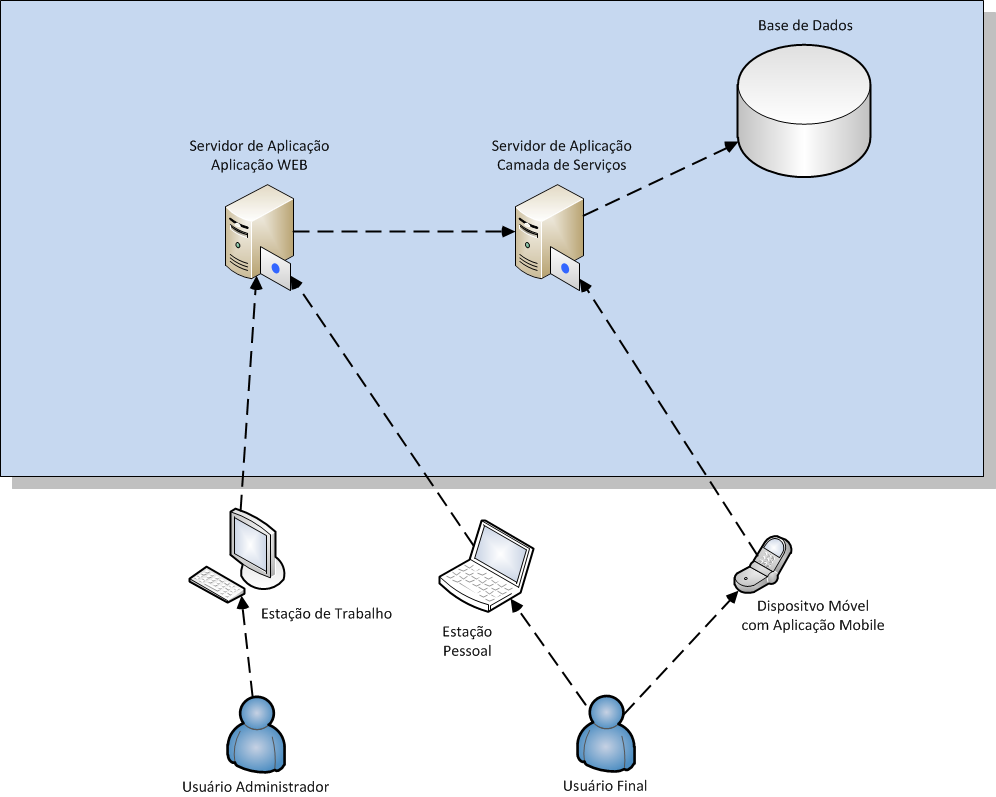 Base de Dados
Servidor de Aplicação
Aplicação WEB
Servidor de Aplicação
Camada de Serviços
Estação de Trabalho
Estação
Pessoal
Dispositvo Móvel
com Aplicação Mobile
Usuário Administrador
Usuário Final